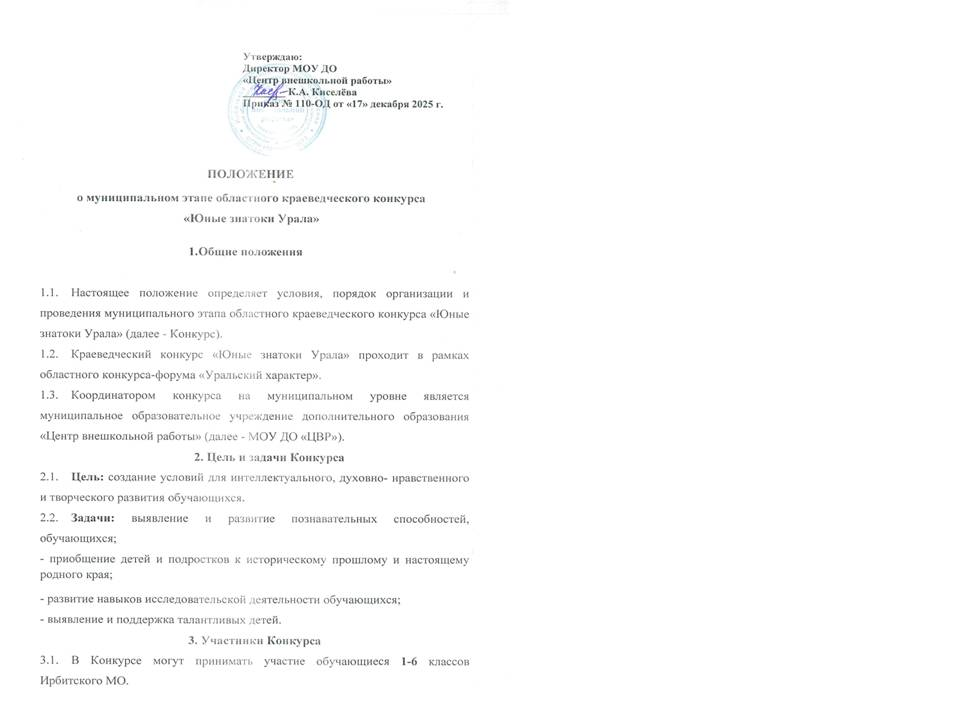 Утверждаю:
Директор МОУ ДО
«Центр внешкольной работы»
К.А. Киселёва
Приказ № 110-ОД от «17» декабря 2025 г.
ПОЛОЖЕНИЕ
о муниципальном этапе областного краеведческого конкурса
«Юные знатоки Урала»
1.Общие положения
1.1. Настоящее положение определяет условия, порядок организации и
проведения муниципального этапа областного краеведческого конкурса «Юные
знатоки Урала» (далее - Конкурс).
1.2. Краеведческий конкурс «Юные знатоки Урала» проходит в рамках
областного конкурса-форума «Уральский характер».
1.3. Координатором конкурса на муниципальном уровне является
муниципальное образовательное учреждение дополнительного образования
«Центр внешкольной работы» (далее - МОУ ДО «ЦВР»).
2. Цель и задачи Конкурса
2.1. Цель: создание условий для интеллектуального, духовно- нравственного
и творческого развития обучающихся.
2.2. Задачи: выявление и развитие познавательных способностей,
обучающихся;
- приобщение детей и подростков к историческому прошлому и настоящему
родного края;
- развитие навыков исследовательской деятельности обучающихся;
- выявление и поддержка талантливых детей.
3. Участники Конкурса
3.1. В Конкурсе могут принимать участие обучающиеся 1-6 классов
Ирбитского МО.